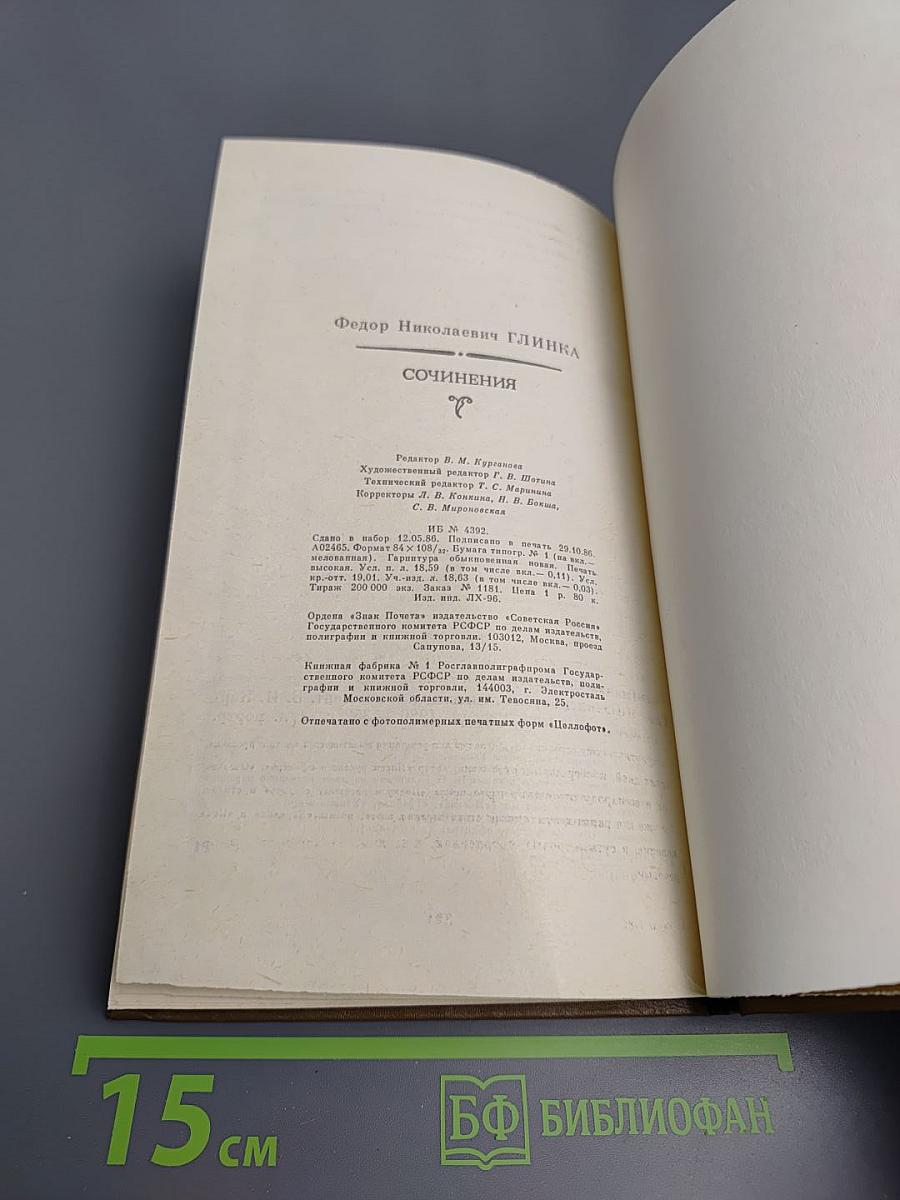 Федор Николаевич ГЛИНКА
СОЧИНЕНИЯ
Редактор В. М. Курганова
Художественный редактор Г. В. Шотина
Технический редактор Т. С. Маринина
Корректоры Л. В. Конкина, Н. В. Бокша,
С. В. Мироновская
ИБ № 4392.
Сдано в набор 12.05.86. Подписано в печать 29.10.86.
А02465. Формат 84×108/32. Бумага типогр. № 1 (на вкл.—
мелованная). Гарнитура обыкновенная новая. Печать
высокая. Усл. п. л. 18,59 (в том числе вкл.— 0,11). Усл.
кр.-отт. 19,01. Уч.-изд. л. 18,63 (в том числе вкл.— 0,03).
Тираж 200 000 экз. Заказ № 1181. Цена 1 р. 80 к.
Изд. инд. ЛХ-96.
Ордена «Знак Почета» издательство «Советская Россия»
Государственного комитета РСФСР по делам издательств,
полиграфии и книжной торговли. 103012, Москва, проезд
Сапунова, 13/15.
Книжная фабрика № 1 Росглавполиграфпрома Государ-
ственного комитета РСФСР по делам издательств, поли-
графии и книжной торговли, 144003, г. Электросталь
Московской области, ул. им. Тевосяна, 25.
Отпечатано с фотополимерных печатных форм «Целлофот».
15 см
БФ БИБЛИОФАН